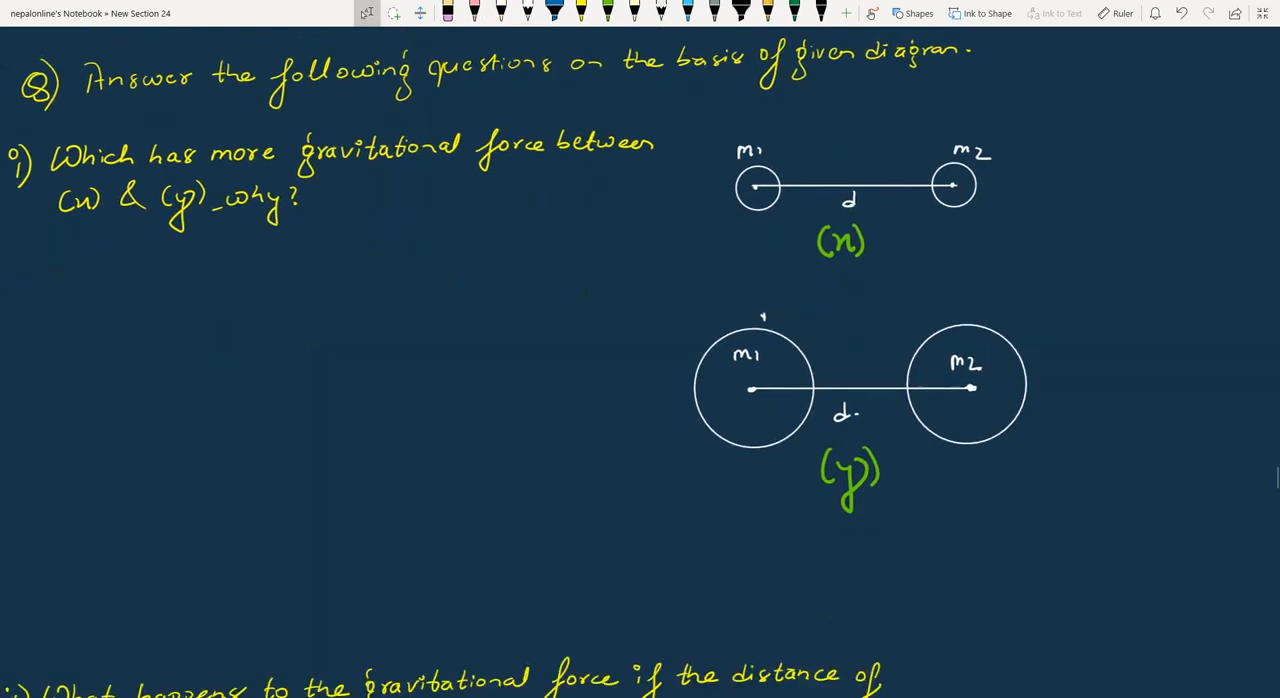 nepalonline's Notebook » New Section 24
Shapes Ink to Shape Ink to Text Ruler
Q) Answer the following questions on the basis of given diagram.
i) Which has more gravitational force between
(x) & (y) - why?
m1 m2
d
(x)
m1 m2
d.
(y)
ii) What happens to the gravitational force if the distance of